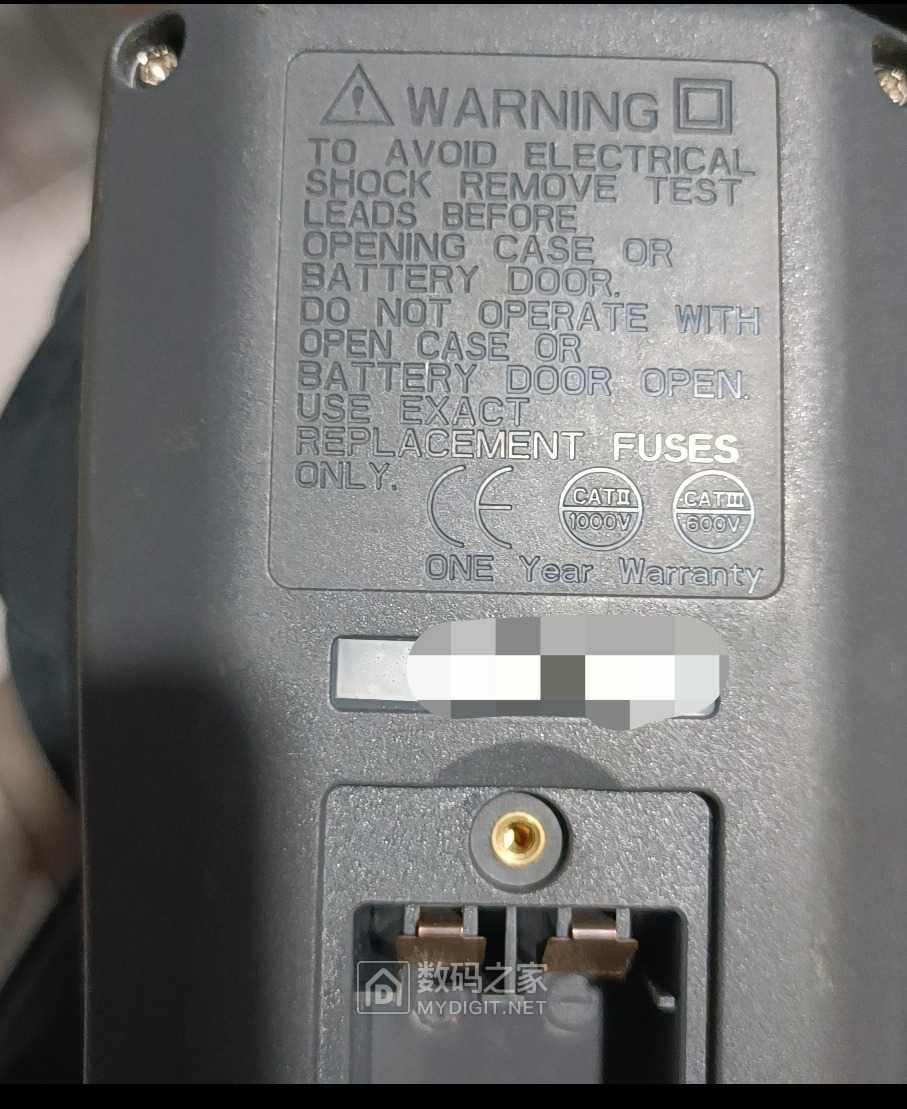 WARNING
TO AVOID ELECTRICAL
SHOCK REMOVE TEST
LEADS BEFORE
OPENING CASE OR
BATTERY DOOR.
DO NOT OPERATE WITH
OPEN CASE OR
BATTERY DOOR OPEN.
USE EXACT
REPLACEMENT FUSES
ONLY.
CE
CAT II
1000V
CAT III
600V
ONE Year Warranty
数码之家
MYDIGIT.NET